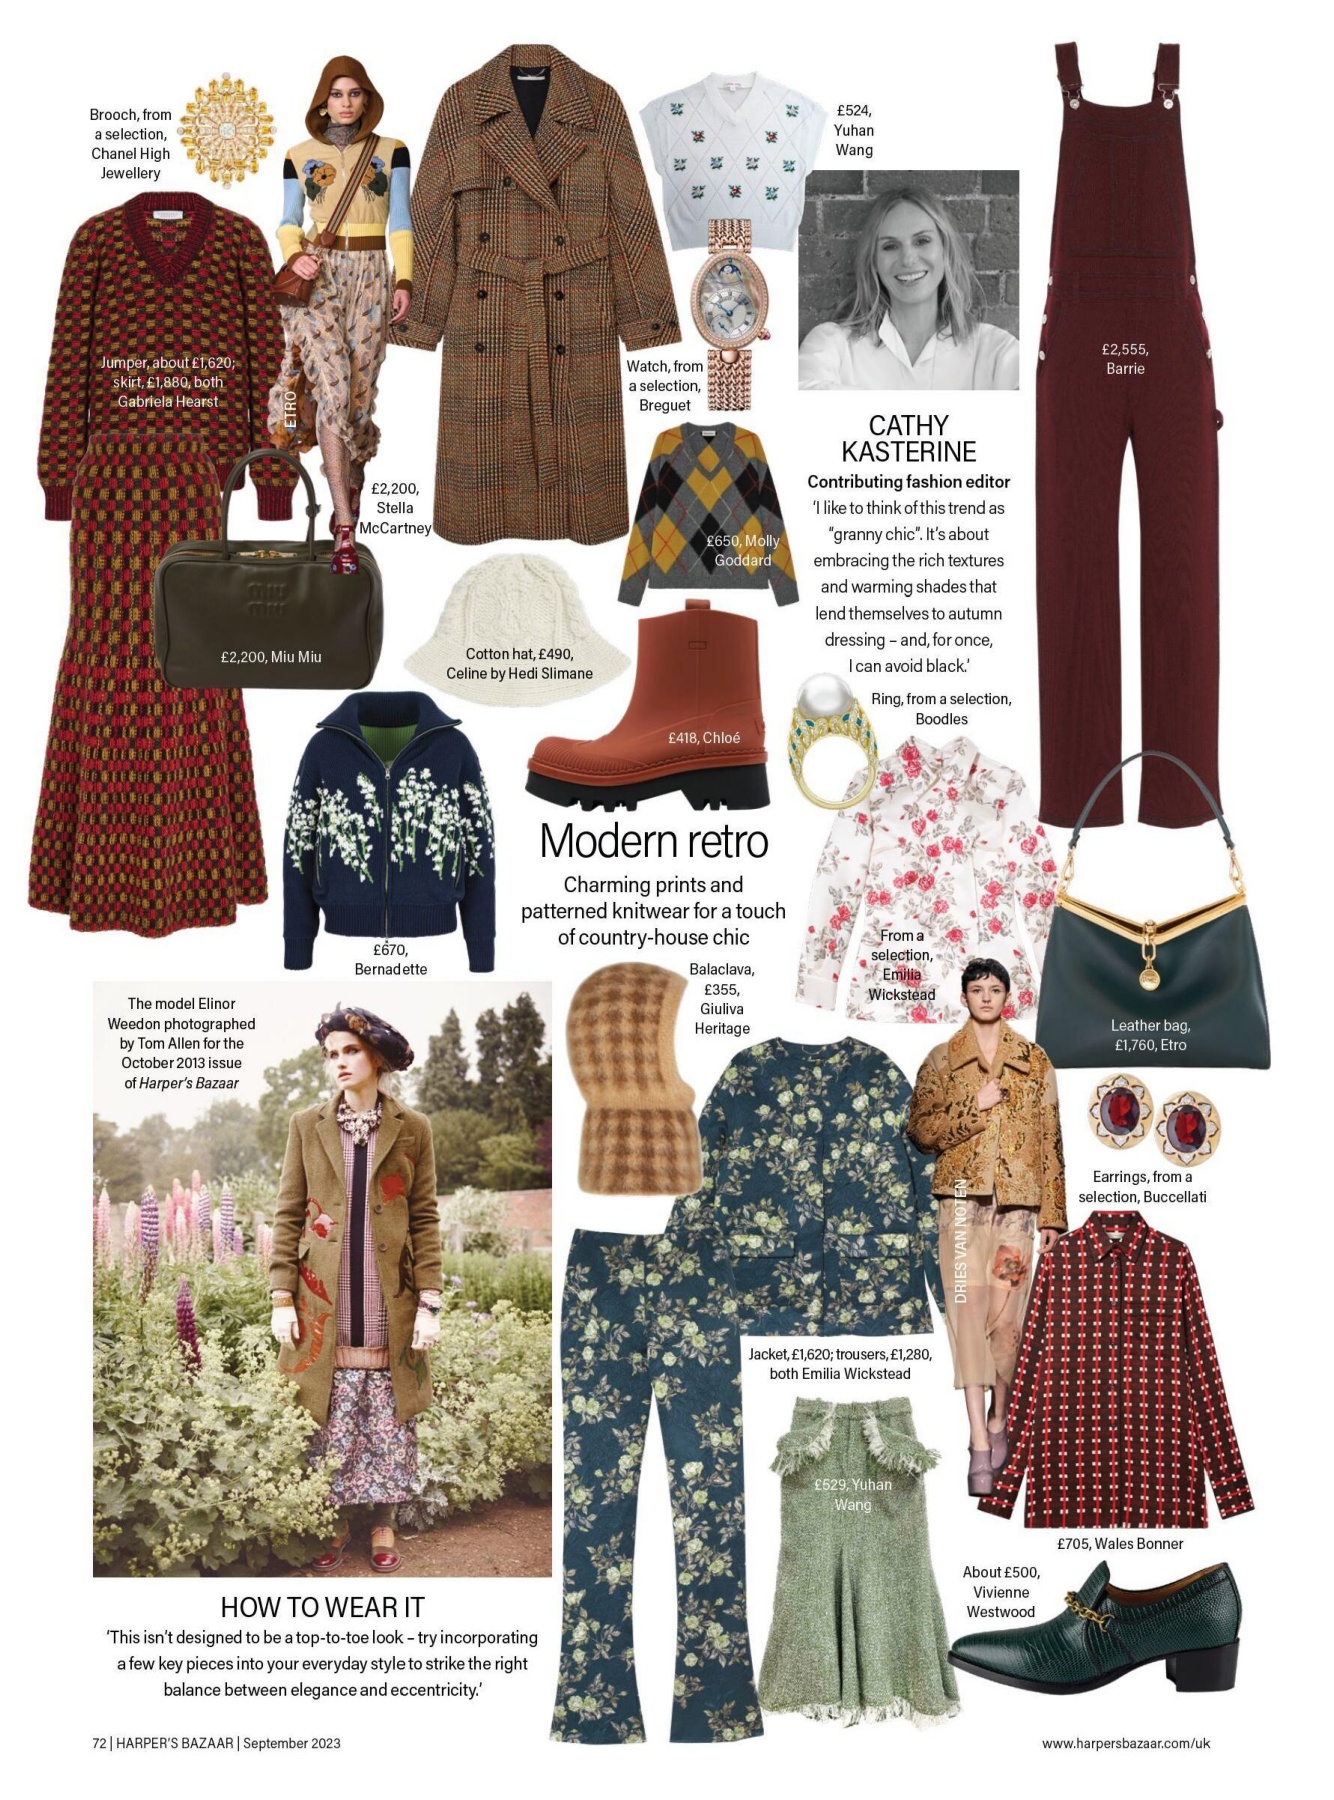 Brooch, from
a selection,
Chanel High
Jewellery
£524,
Yuhan
Wang
Jumper, about £1,620;
skirt, £1,880, both
Gabriela Hearst
ETRO
£2,200,
Stella
McCartney
Watch, from
a selection,
Breguet
£2,555,
Barrie
£650, Molly
Goddard
CATHY
KASTERINE
Contributing fashion editor
‘I like to think of this trend as
“granny chic”. It’s about
embracing the rich textures
and warming shades that
lend themselves to autumn
dressing – and, for once,
I can avoid black.’
miu
miu
£2,200, Miu Miu
Cotton hat, £490,
Celine by Hedi Slimane
£418, Chloé
Ring, from a selection,
Boodles
Modern retro
Charming prints and
patterned knitwear for a touch
of country-house chic
£670,
Bernadette
From a
selection,
Emilia
Wickstead
Balaclava,
£355,
Giuliva
Heritage
Leather bag,
£1,760, Etro
The model Elinor
Weedon photographed
by Tom Allen for the
October 2013 issue
of Harper’s Bazaar
Earrings, from a
selection, Buccellati
DRIES VAN NOTEN
Jacket, £1,620; trousers, £1,280,
both Emilia Wickstead
£529, Yuhan
Wang
£705, Wales Bonner
About £500,
Vivienne
Westwood
HOW TO WEAR IT
‘This isn’t designed to be a top-to-toe look – try incorporating
a few key pieces into your everyday style to strike the right
balance between elegance and eccentricity.’
72 | HARPER’S BAZAAR | September 2023
www.harpersbazaar.com/uk